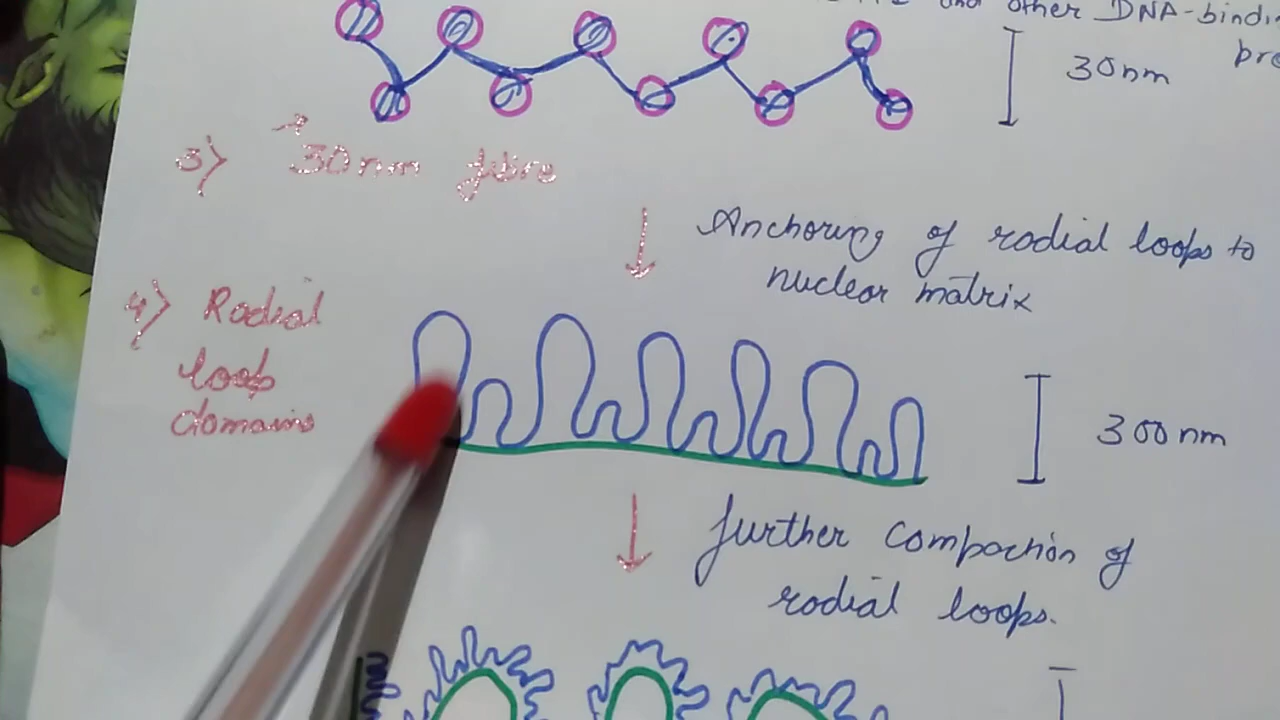 and other DNA-bindi
30nm
pro
3) 30nm fibre
Anchoring of radial loops to
nuclear matrix
4) Radial
loop
domains
300nm
further compaction of
radial loops.